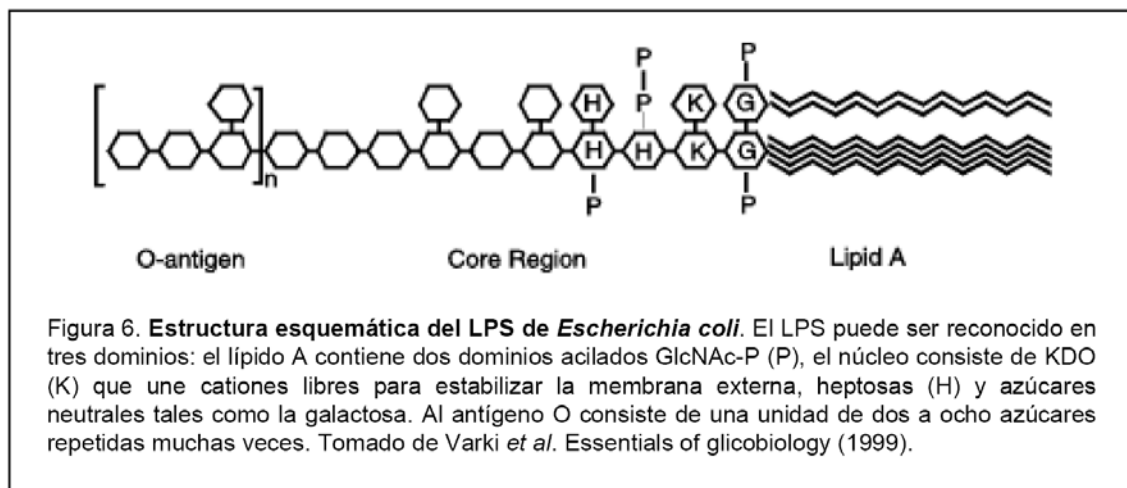 P
P
P
H
K
G
H
H
K
G
n
P
P
O-antigen
Core Region
Lipid A
Figura 6. Estructura esquemática del LPS de Escherichia coli. El LPS puede ser reconocido en
tres dominios: el lípido A contiene dos dominios acilados GlcNAc-P (P), el núcleo consiste de KDO
(K) que une cationes libres para estabilizar la membrana externa, heptosas (H) y azúcares
neutrales tales como la galactosa. Al antígeno O consiste de una unidad de dos a ocho azúcares
repetidas muchas veces. Tomado de Varki et al. Essentials of glicobiology (1999).